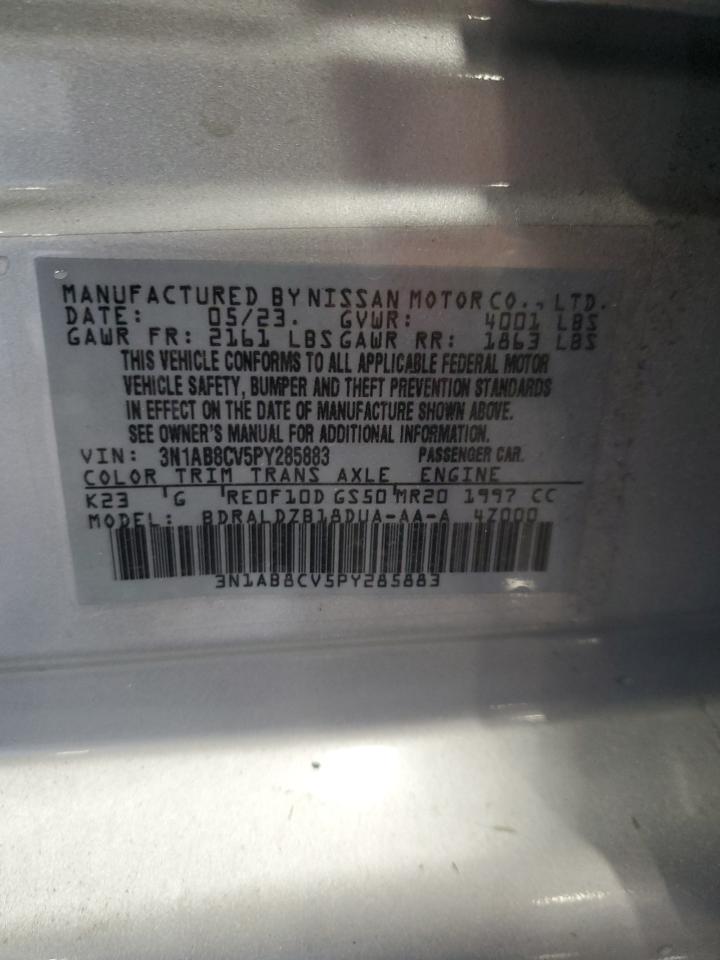 MANUFACTURED BY NISSAN MOTOR CO., LTD.
DATE: 05/23. GVWR: 4001 LBS
GAWR FR: 2161 LBS GAWR RR: 1863 LBS
THIS VEHICLE CONFORMS TO ALL APPLICABLE FEDERAL MOTOR
VEHICLE SAFETY, BUMPER AND THEFT PREVENTION STANDARDS
IN EFFECT ON THE DATE OF MANUFACTURE SHOWN ABOVE.
SEE OWNER'S MANUAL FOR ADDITIONAL INFORMATION.
VIN: 3N1AB8CV5PY285883 PASSENGER CAR.
COLOR TRIM TRANS AXLE ENGINE
K23 G RE0F10D GS50 MR20 1997 CC
MODEL: BDRALDZB18DUA-AA-A 4Z000
3N1AB8CV5PY285883